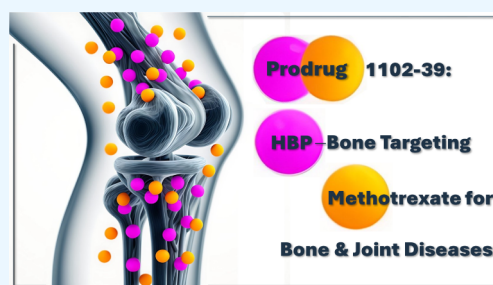 Prodrug 1102-39:
HBP–Bone Targeting
Methotrexate for
Bone & Joint Diseases